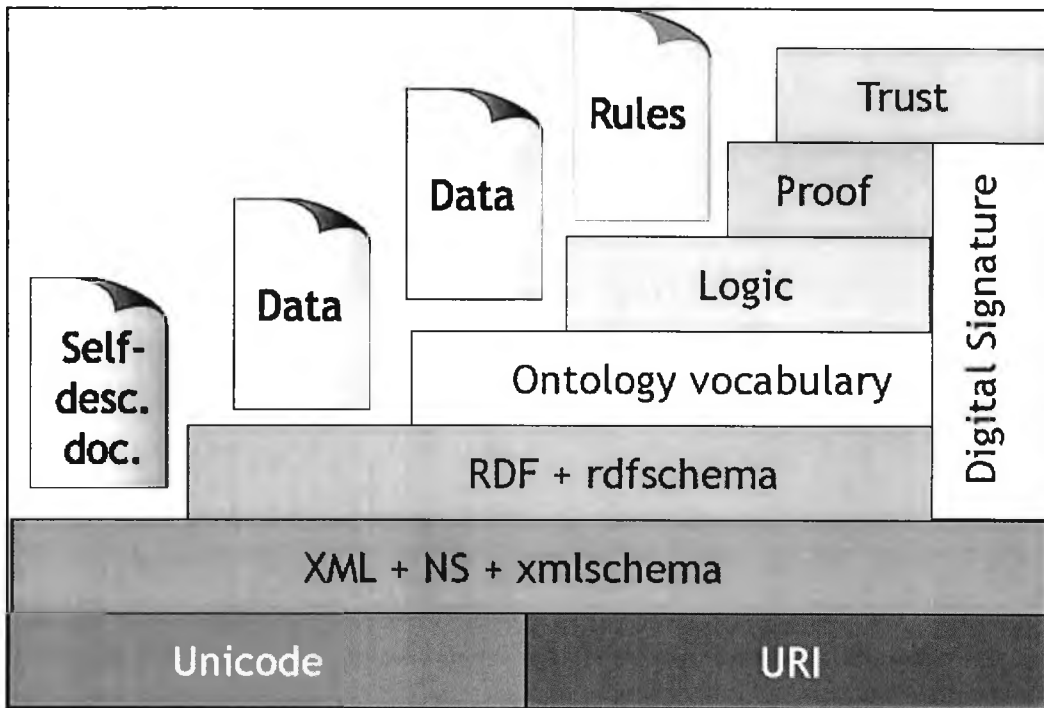 Rules
Trust
Data
Proof
Data
Logic
Self-
desc.
doc.
Ontology vocabulary
Digital Signature
RDF + rdfschema
XML + NS + xmlschema
Unicode
URI